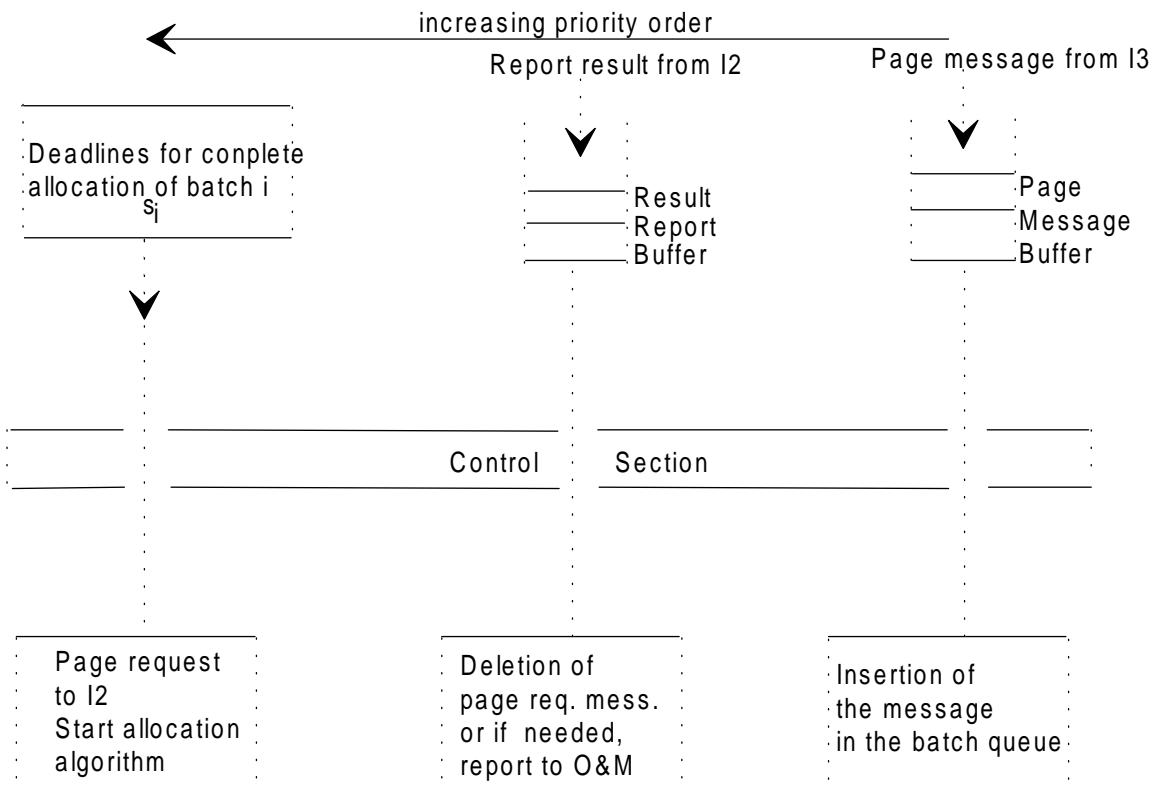 increasing priority order
Report result from I2
Page message from I3
Deadlines for conplete
allocation of batch i
si
Result
Report
Buffer
Page
Message
Buffer
Control Section
Page request
to I2
Start allocation
algorithm
Deletion of
page req. mess.
or if needed,
report to O&M
Insertion of
the message
in the batch queue